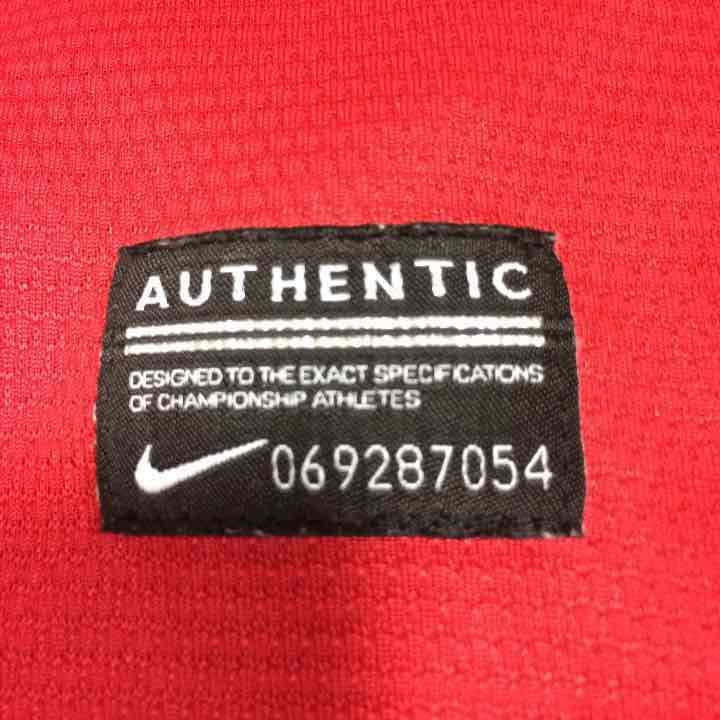 AUTHENTIC
DESIGNED TO THE EXACT SPECIFICATIONS
OF CHAMPIONSHIP ATHLETES
069287054